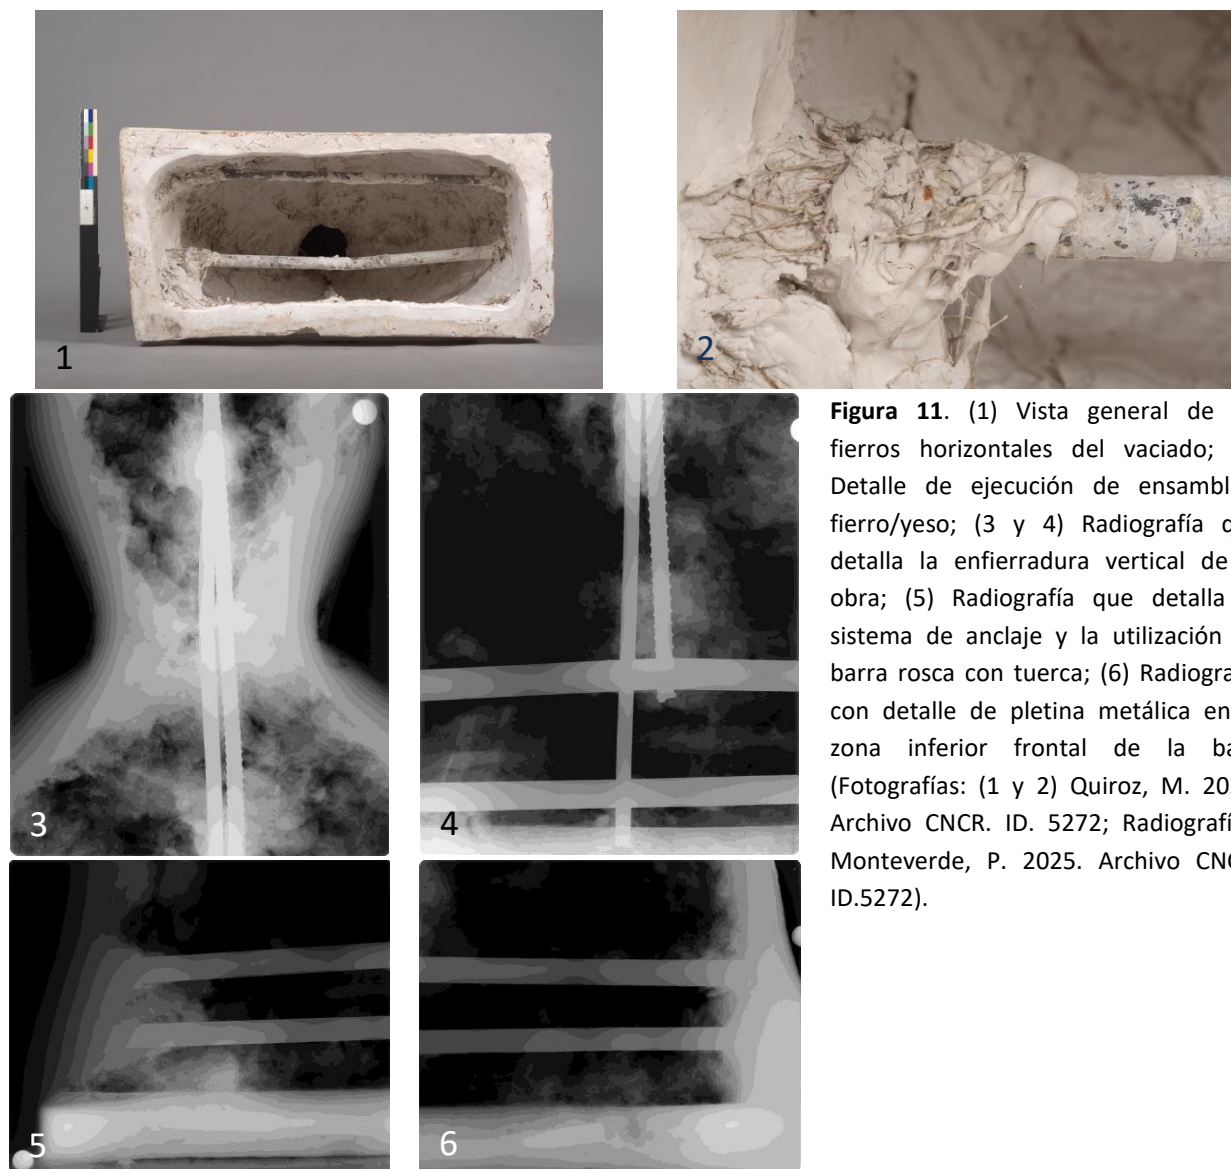 1
2
Figura 11. (1) Vista general de
fierros horizontales del vaciado;
Detalle de ejecución de ensambl
fierro/yeso; (3 y 4) Radiografía
detalla la enfierradura vertical de
obra; (5) Radiografía que detalla
sistema de anclaje y la utilización
barra rosca con tuerca; (6) Radiogra
con detalle de pletina metálica en
zona inferior frontal de la ba
(Fotografías: (1 y 2) Quiroz, M. 20
Archivo CNCR. ID. 5272; Radiografí
Monteverde, P. 2025. Archivo CN
ID.5272).
3
4
5
6